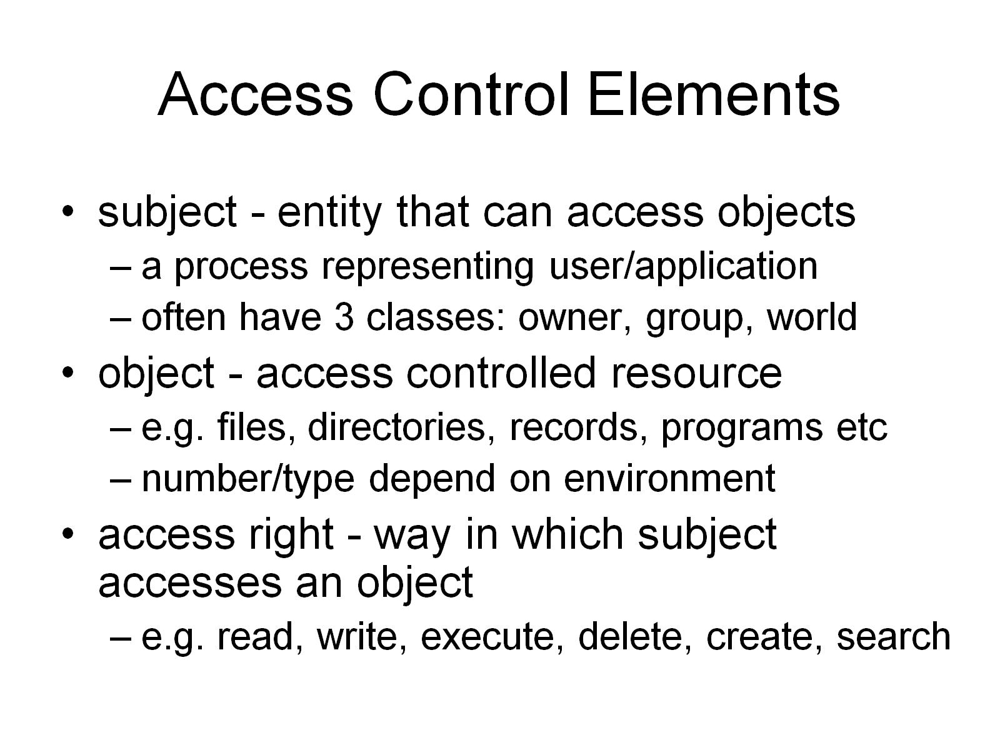 Access Control Elements
• subject - entity that can access objects
– a process representing user/application
– often have 3 classes: owner, group, world
• object - access controlled resource
– e.g. files, directories, records, programs etc
– number/type depend on environment
• access right - way in which subject
accesses an object
– e.g. read, write, execute, delete, create, search